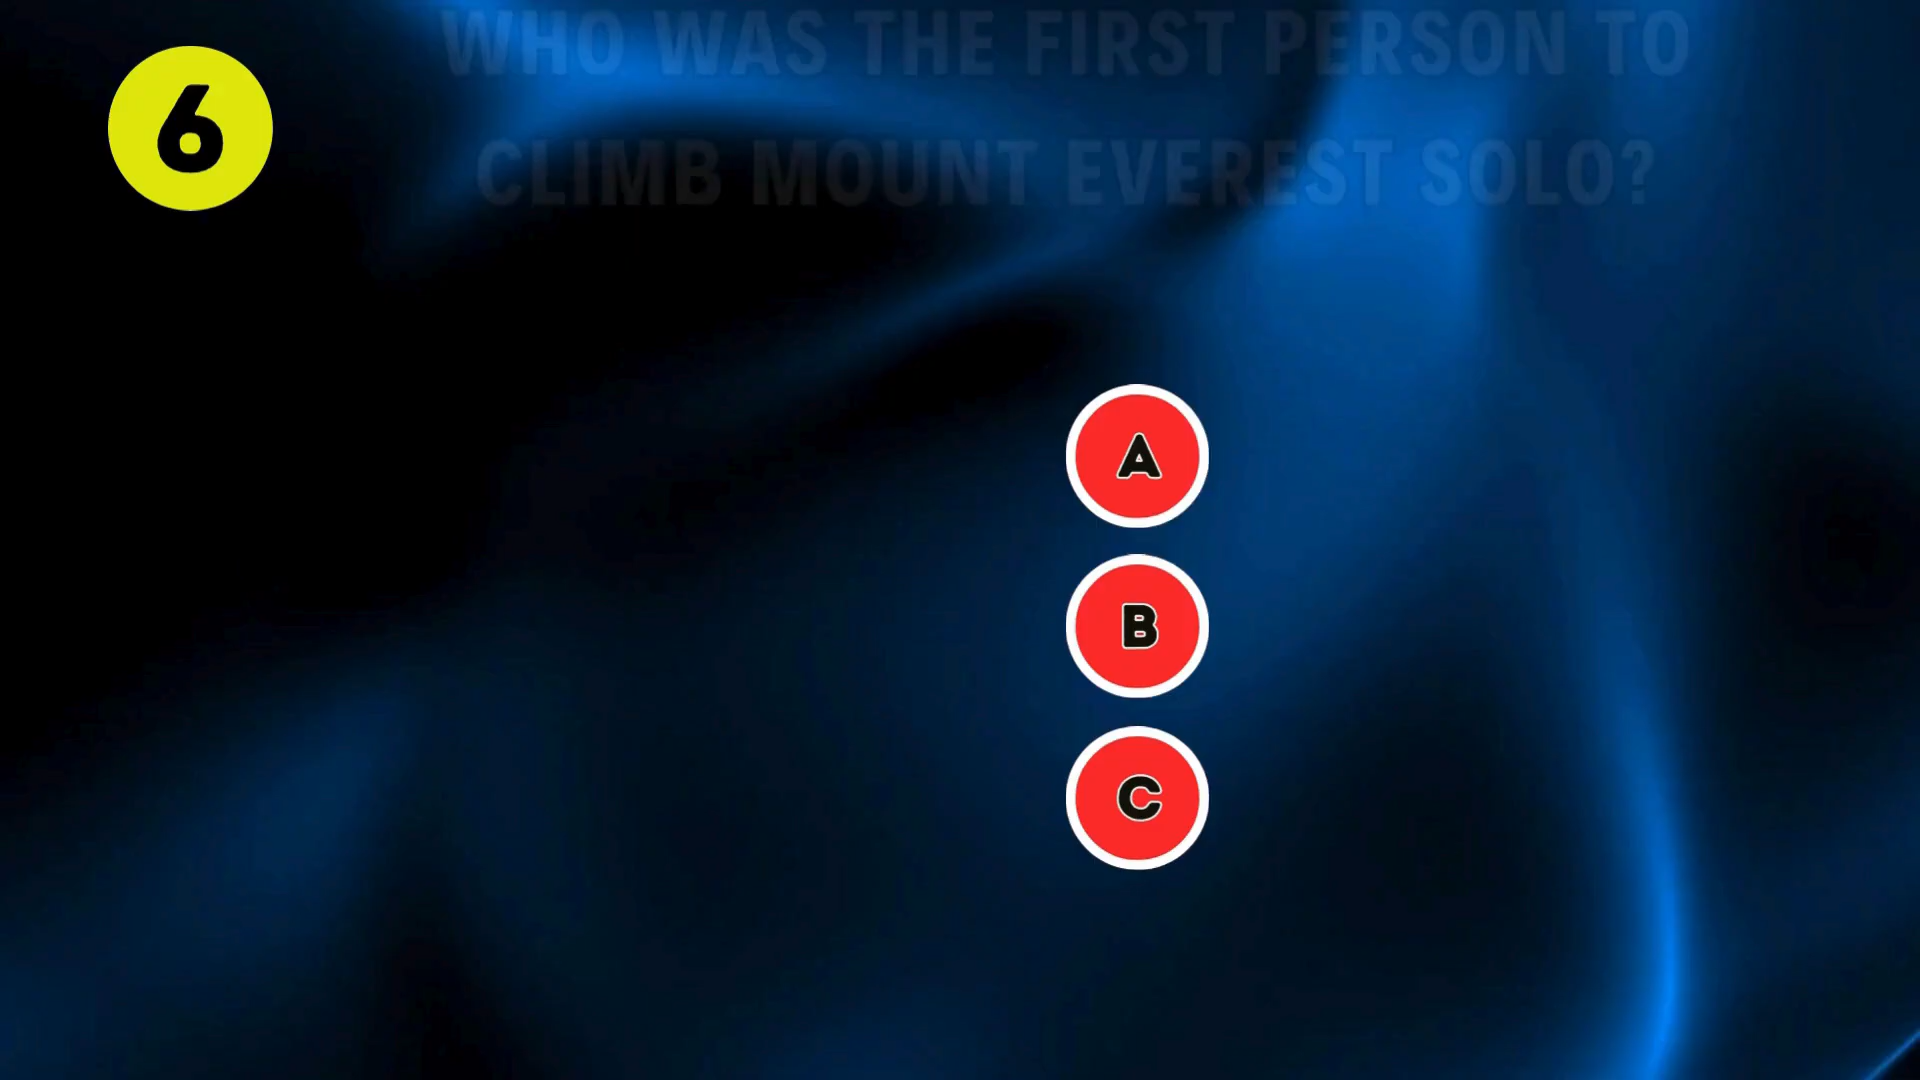 6
WHO WAS THE FIRST PERSON TO
CLIMB MOUNT EVEREST SOLO?
A
B
C